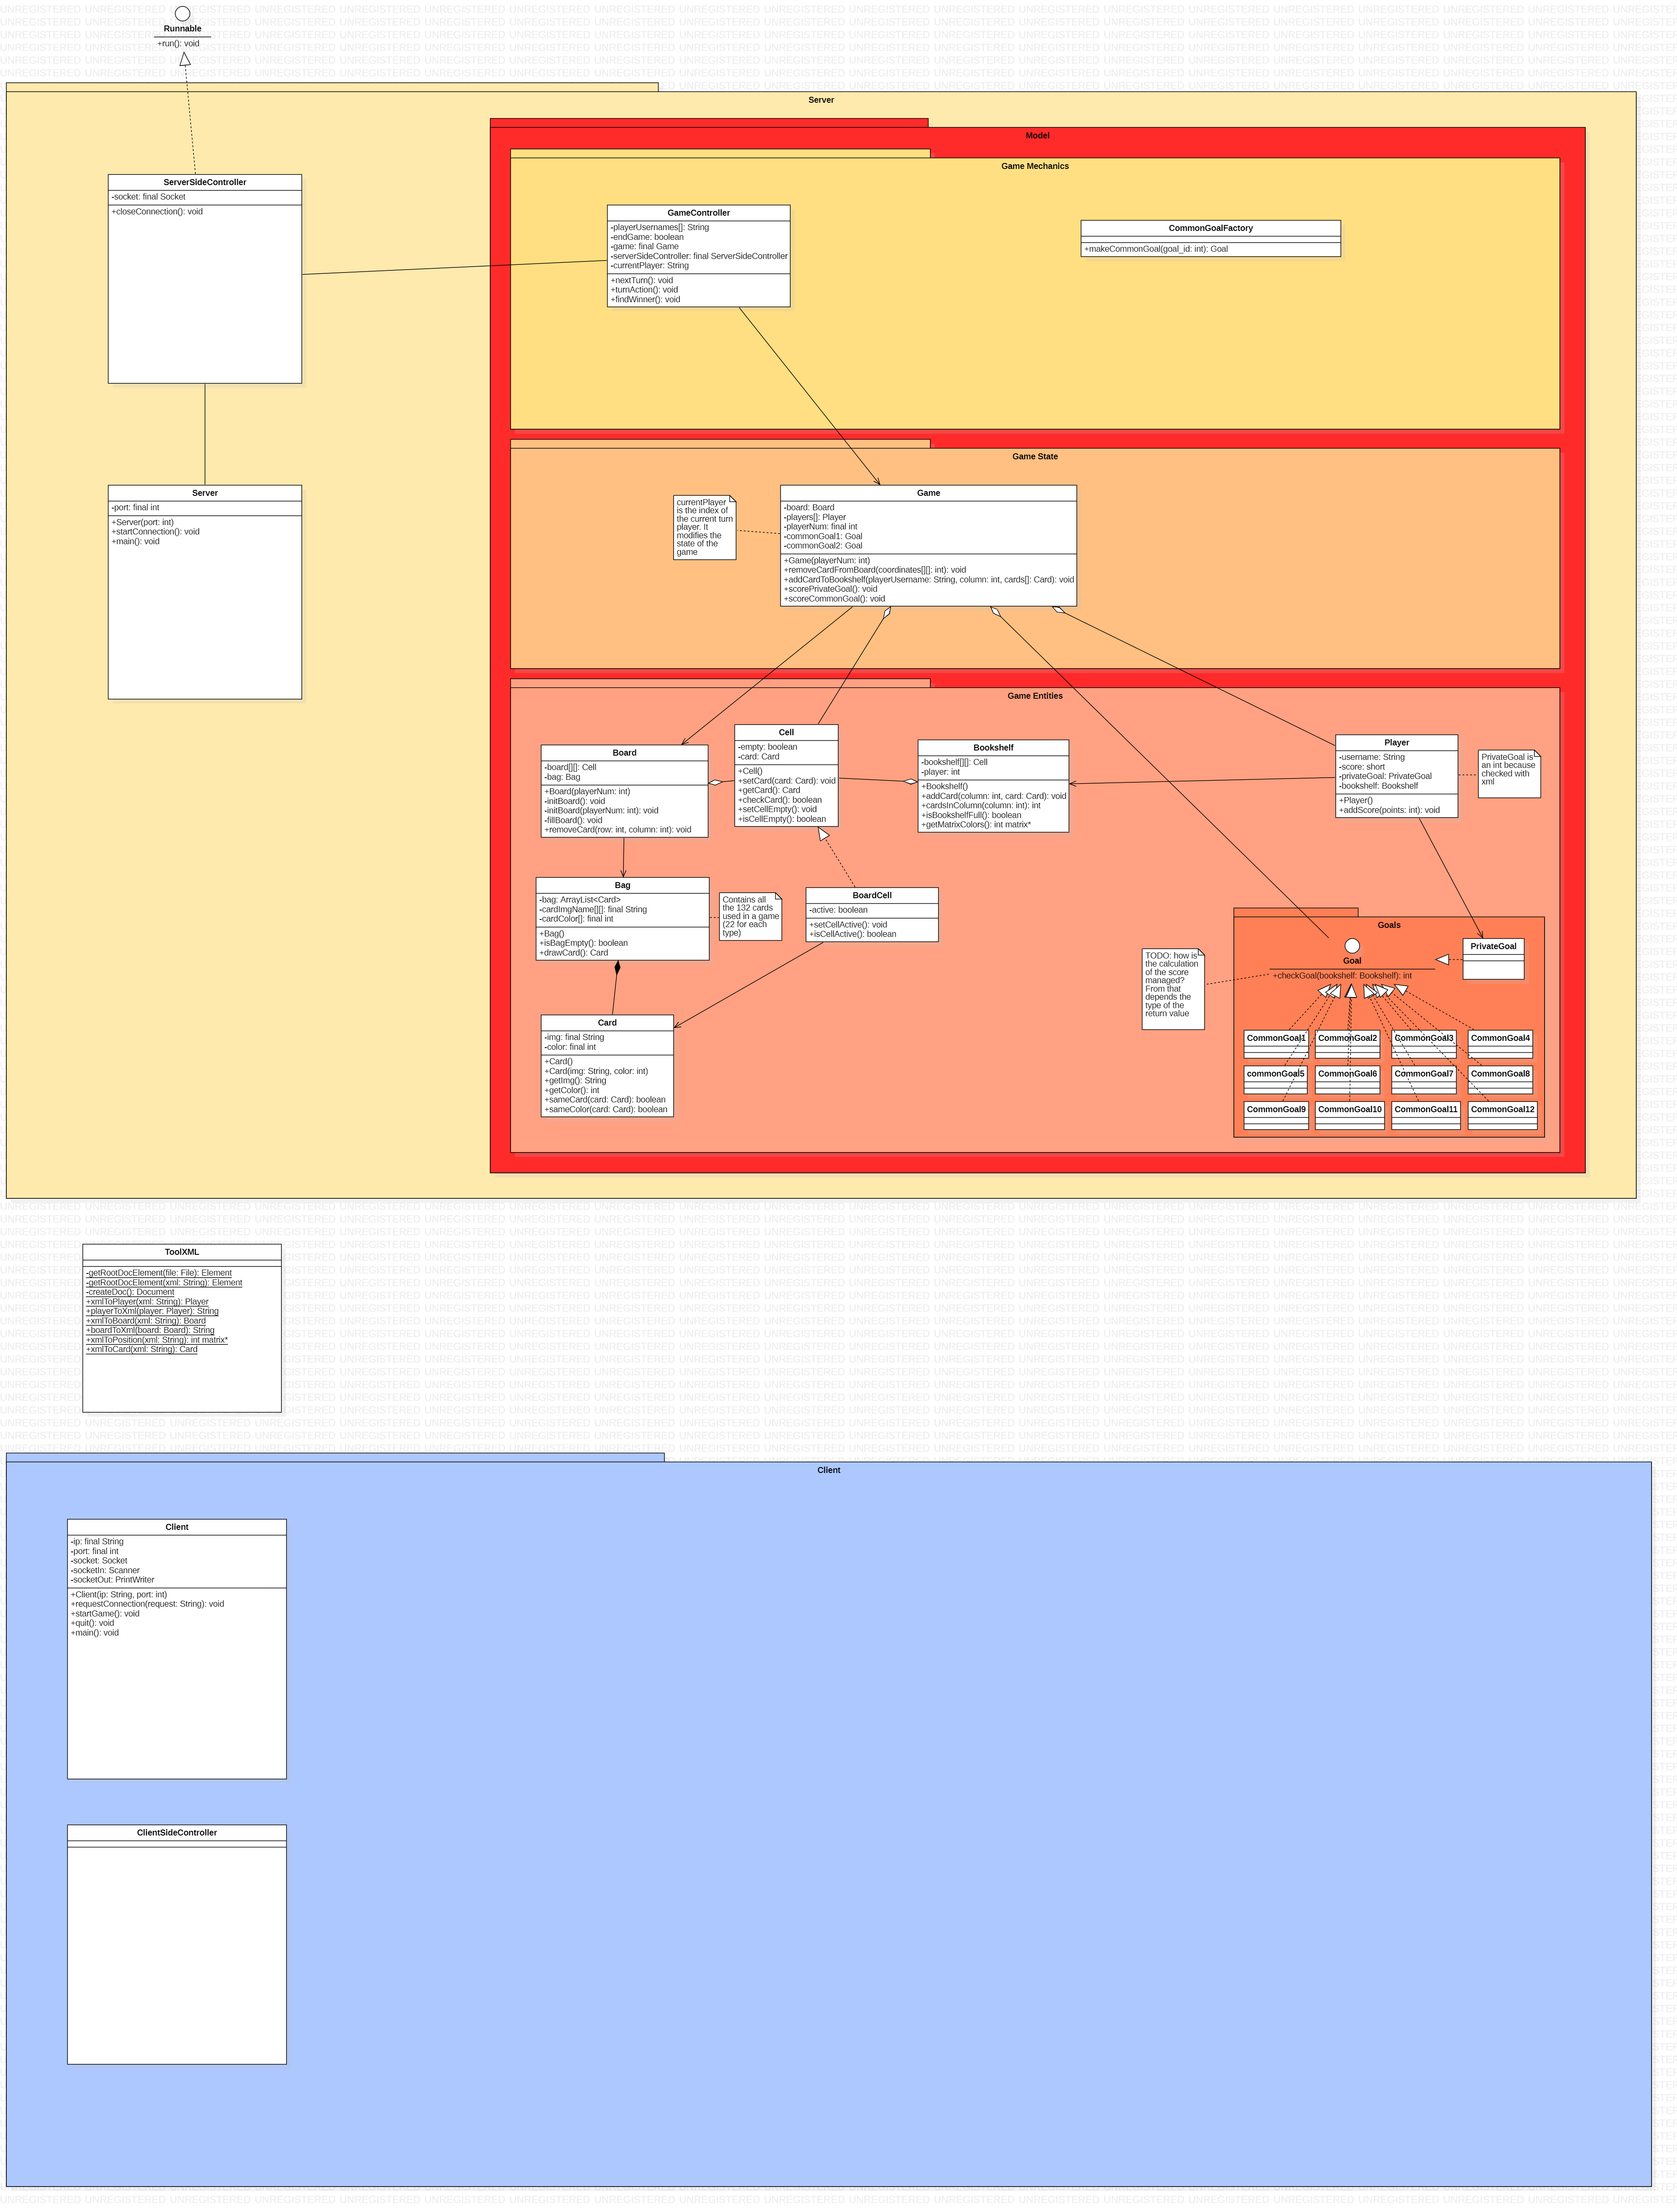 Runnable
+run(): void
Server
Model
Game Mechanics
ServerSideController
-socket: final Socket
+closeConnection(): void
GameController
-playerUsernames[]: String
-endGame: boolean
-game: final Game
-serverSideController: final ServerSideController
-currentPlayer: String
+nextTurn(): void
+turnAction(): void
+findWinner(): void
CommonGoalFactory
+makeCommonGoal(goal_id: int): Goal
Game State
Server
-port: final int
+Server(port: int)
+startConnection(): void
+main(): void
currentPlayer
is the index of
the current turn
player. It
modifies the
state of the
game
Game
-board: Board
-players[]: Player
-playerNum: final int
-commonGoal1: Goal
-commonGoal2: Goal
+Game(playerNum: int)
+removeCardFromBoard(coordinates[][]: int): void
+addCardToBookshelf(playerUsername: String, column: int, cards[]: Card): void
+scorePrivateGoal(): void
+scoreCommonGoal(): void
Game Entities
Board
-board[][]: Cell
-bag: Bag
+Board(playerNum: int)
-initBoard(): void
-initBoard(playerNum: int): void
-fillBoard(): void
+removeCard(row: int, column: int): void
Cell
-empty: boolean
-card: Card
+Cell()
+setCard(card: Card): void
+getCard(): Card
+checkCard(): boolean
+setCellEmpty(): void
+isCellEmpty(): boolean
Bookshelf
-bookshelf[][]: Cell
-player: int
+Bookshelf()
+addCard(column: int, card: Card): void
+cardsInColumn(column: int): int
+isBookshelfFull(): boolean
+getMatrixColors(): int matrix*
Player
-username: String
-score: short
-privateGoal: PrivateGoal
-bookshelf: Bookshelf
+Player()
+addScore(points: int): void
PrivateGoal is
an int because
checked with
xml
Bag
-bag: ArrayList<Card>
-cardImgName[][]: final String
-cardColor[]: final int
+Bag()
+isBagEmpty(): boolean
+drawCard(): Card
Contains all
the 132 cards
used in a game
(22 for each
type)
BoardCell
-active: boolean
+setCellActive(): void
+isCellActive(): boolean
Card
-img: final String
-color: final int
+Card()
+Card(img: String, color: int)
+getImg(): String
+getColor(): int
+sameCard(card: Card): boolean
+sameColor(card: Card): boolean
TODO: how is
the calculation
of the score
managed?
From that
depends the
type of the
return value
Goals
Goal
+checkGoal(bookshelf: Bookshelf): int
PrivateGoal
CommonGoal1
CommonGoal2
CommonGoal3
CommonGoal4
commonGoal5
CommonGoal6
CommonGoal7
CommonGoal8
CommonGoal9
CommonGoal10
CommonGoal11
CommonGoal12
ToolXML
-getRootDocElement(file: File): Element
-getRootDocElement(xml: String): Element
-createDoc(): Document
+xmlToPlayer(xml: String): Player
+playerToXml(player: Player): String
+xmlToBoard(xml: String): Board
+boardToXml(board: Board): String
+xmlToPosition(xml: String): int matrix*
+xmlToCard(xml: String): Card
Client
Client
-ip: final String
-port: final int
-socket: Socket
-socketIn: Scanner
-socketOut: PrintWriter
+Client(ip: String, port: int)
+requestConnection(request: String): void
+startGame(): void
+quit(): void
+main(): void
ClientSideController